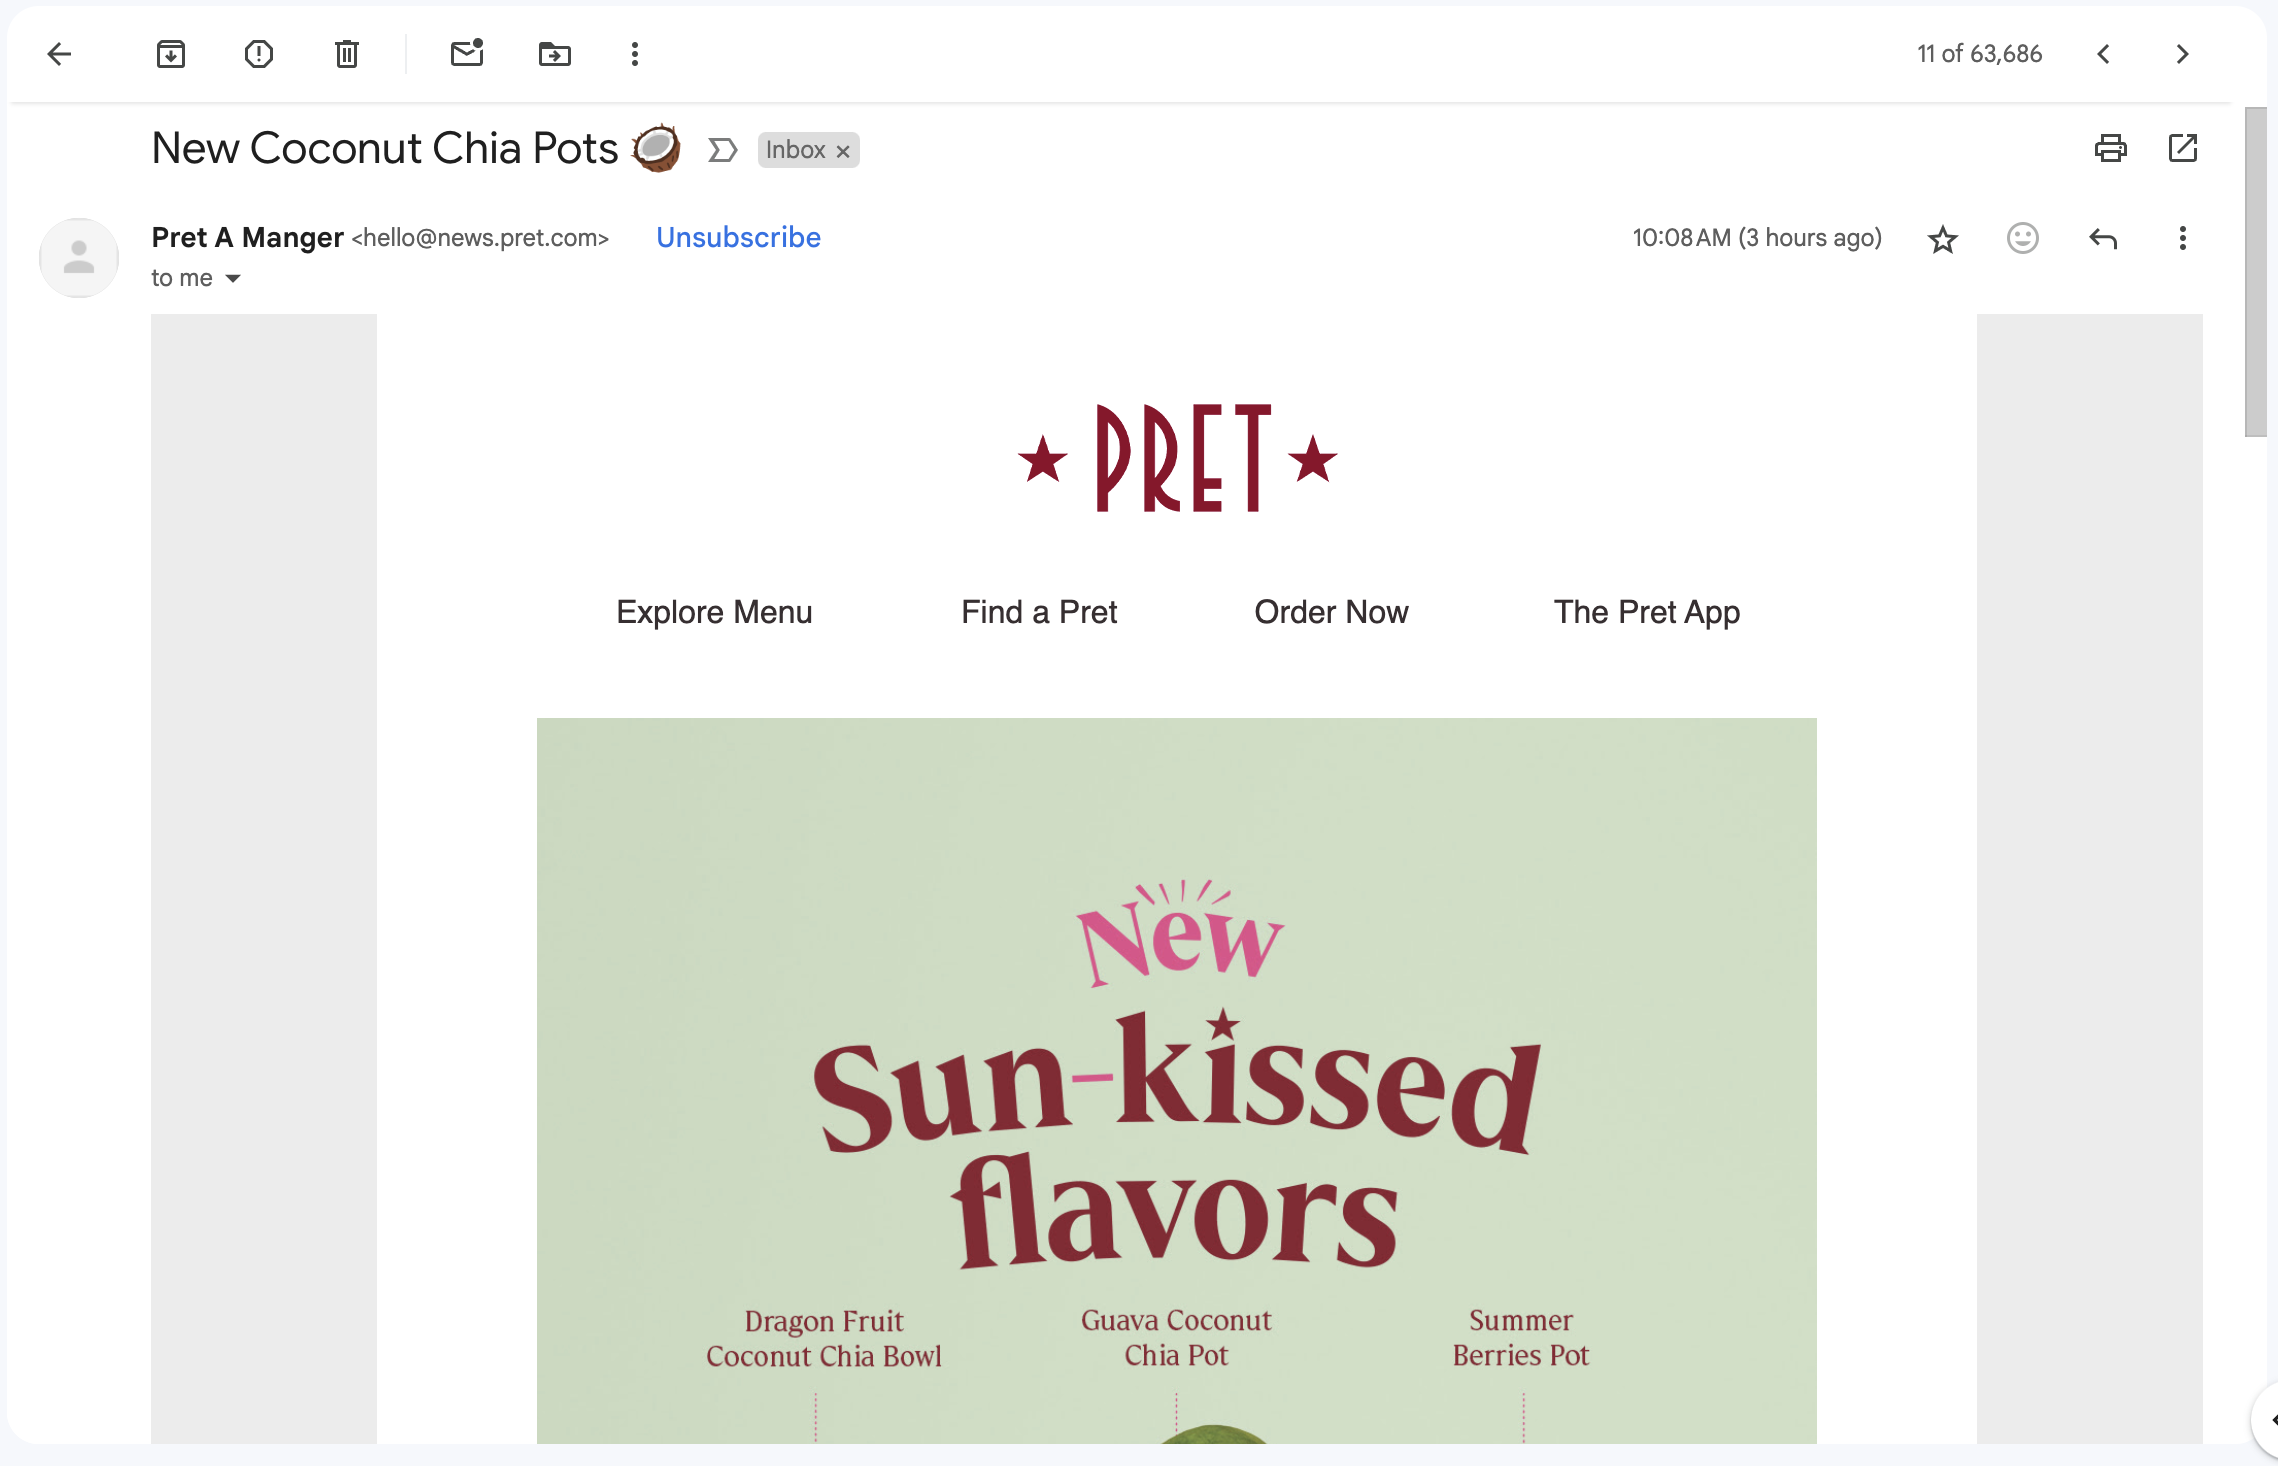 11 of 63,686
New Coconut Chia Pots 🥥
Inbox ×
Pret A Manger <hello@news.pret.com> Unsubscribe
10:08 AM (3 hours ago)
to me
PRET
Explore Menu Find a Pret Order Now The Pret App
New
Sun-kissed
flavors
Dragon Fruit
Coconut Chia Bowl
Guava Coconut
Chia Pot
Summer
Berries Pot